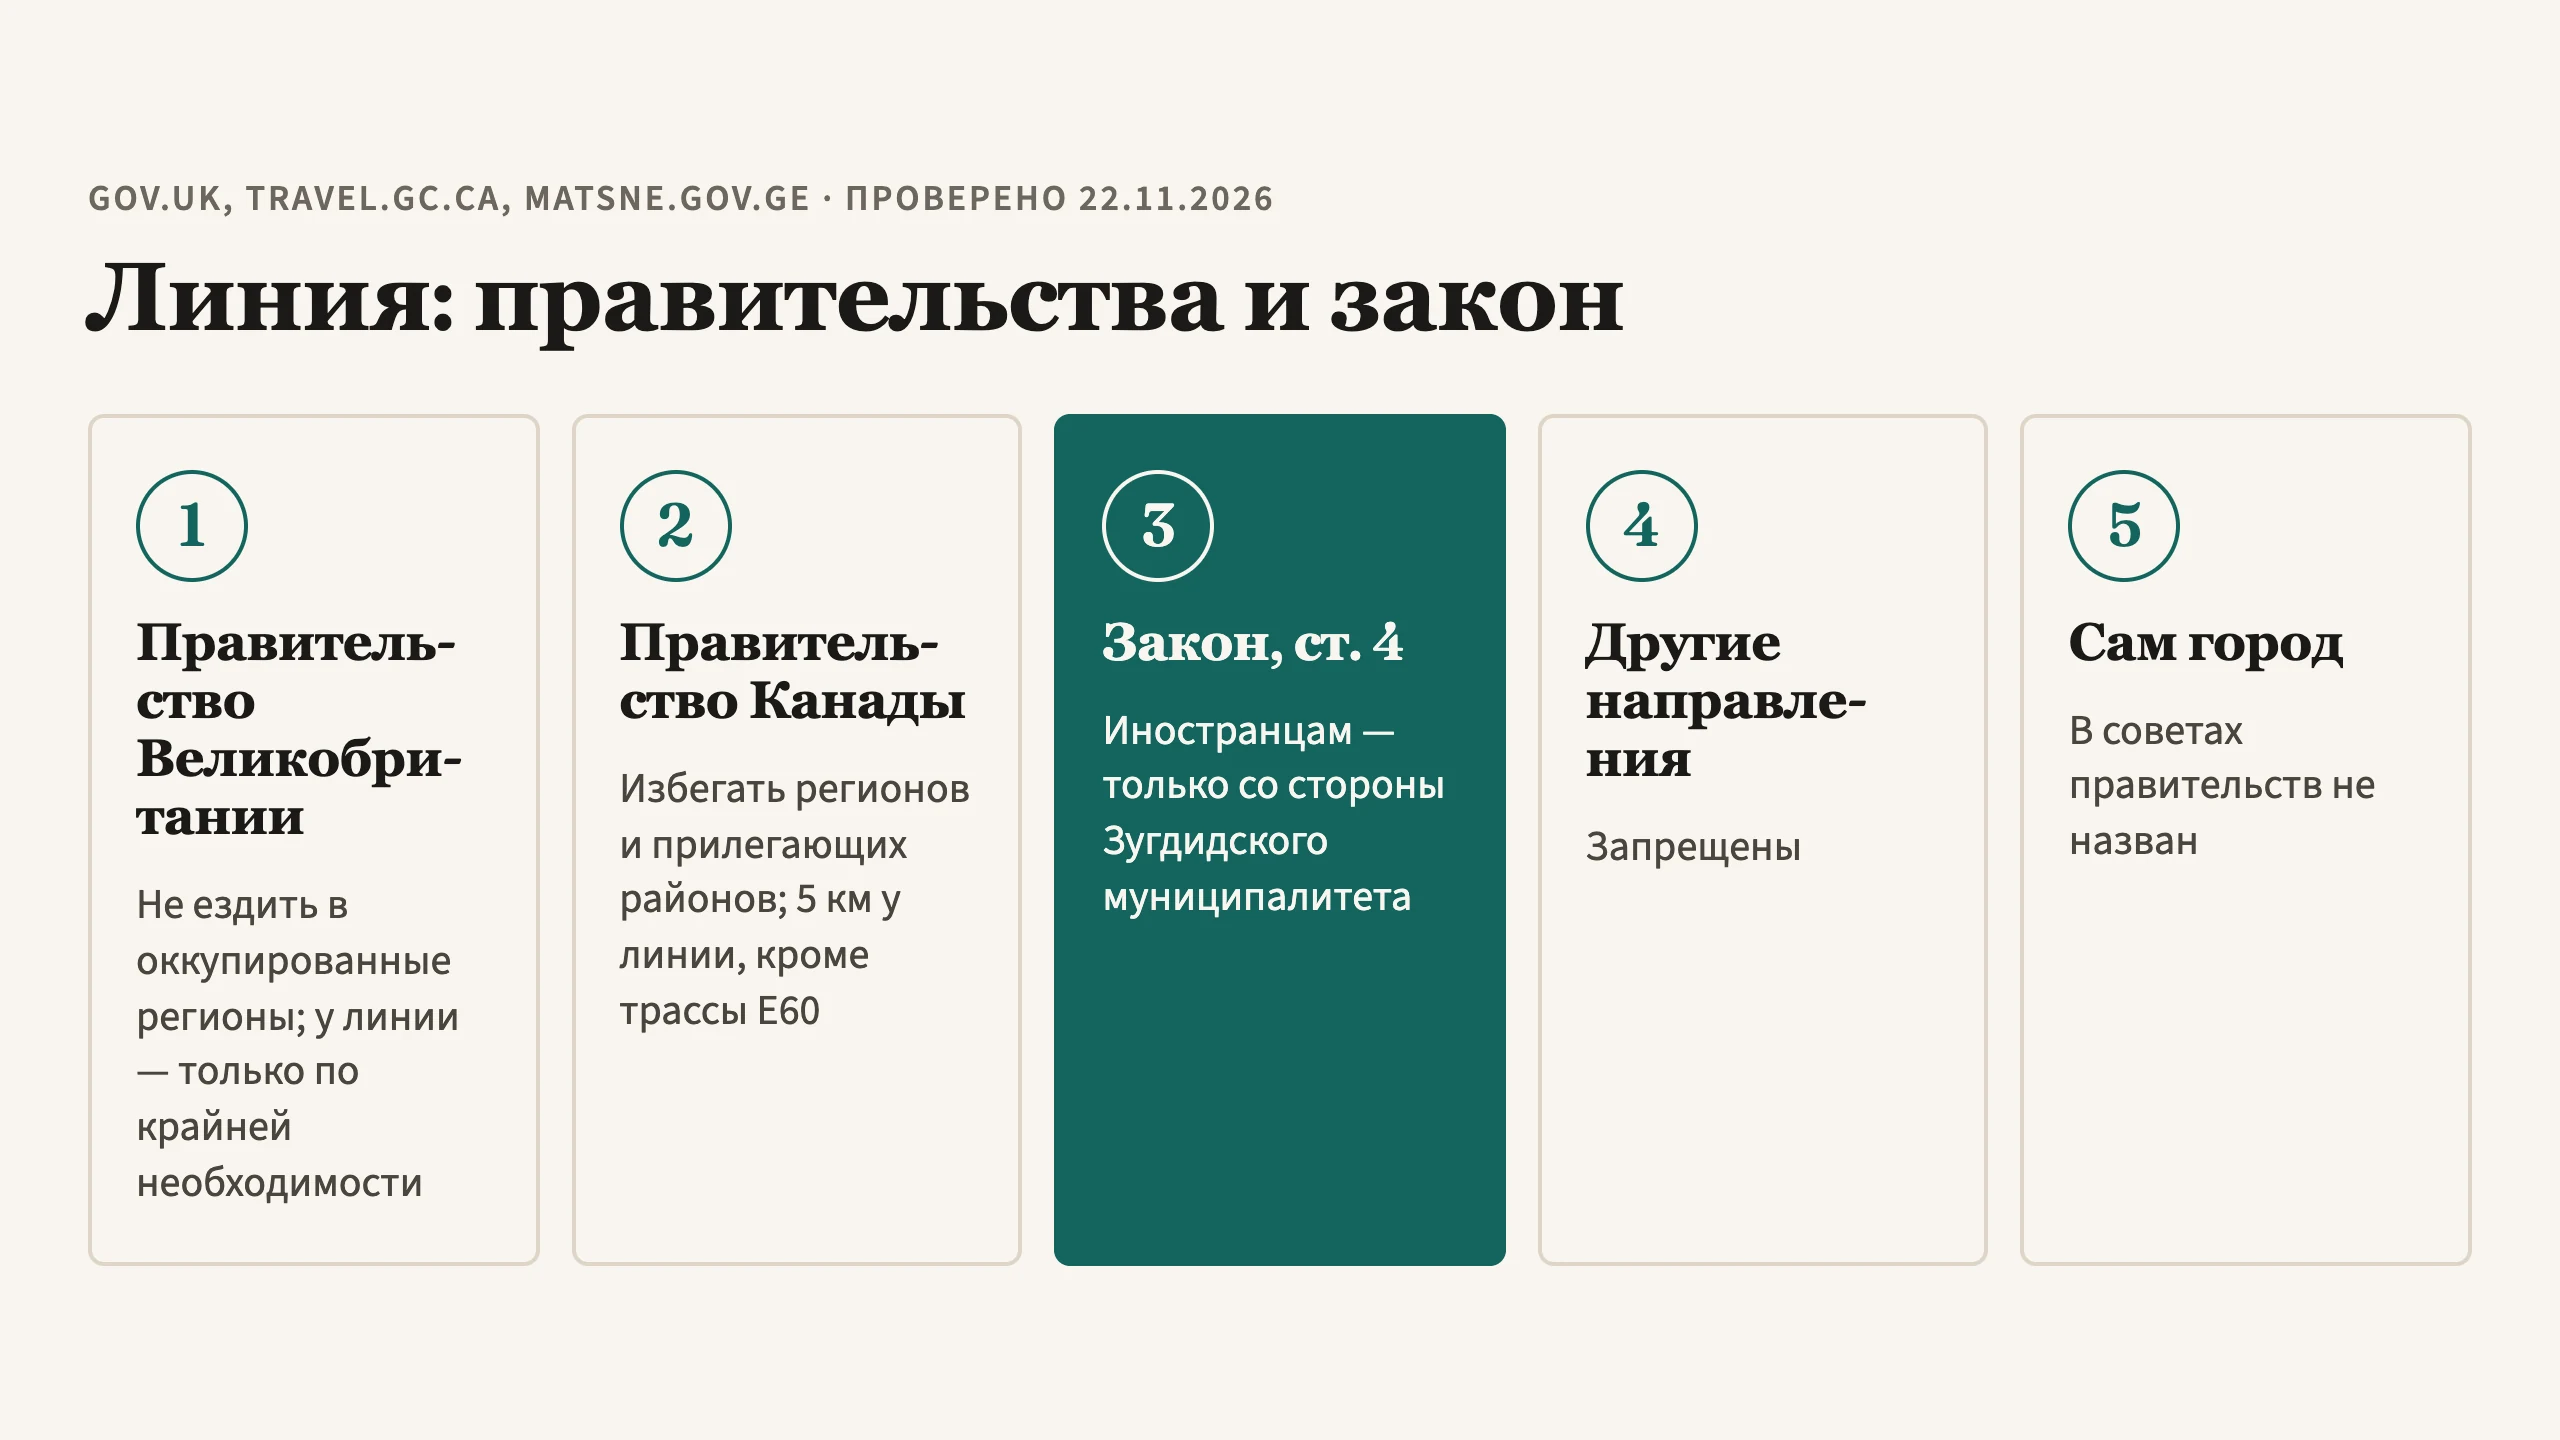 GOV.UK, TRAVEL.GC.CA, MATSNE.GOV.GE · ПРОВЕРЕНО 22.11.2026
Линия: правительства и закон
1
Правитель-
ство
Великобри-
тании
Не ездить в
оккупированные
регионы; у линии
— только по
крайней
необходимости
2
Правитель-
ство Канады
Избегать регионов
и прилегающих
районов; 5 км у
линии, кроме
трассы E60
3
Закон, ст. 4
Иностранцам —
только со стороны
Зугдидского
муниципалитета
4
Другие
направле-
ния
Запрещены
5
Сам город
В советах
правительств не
назван